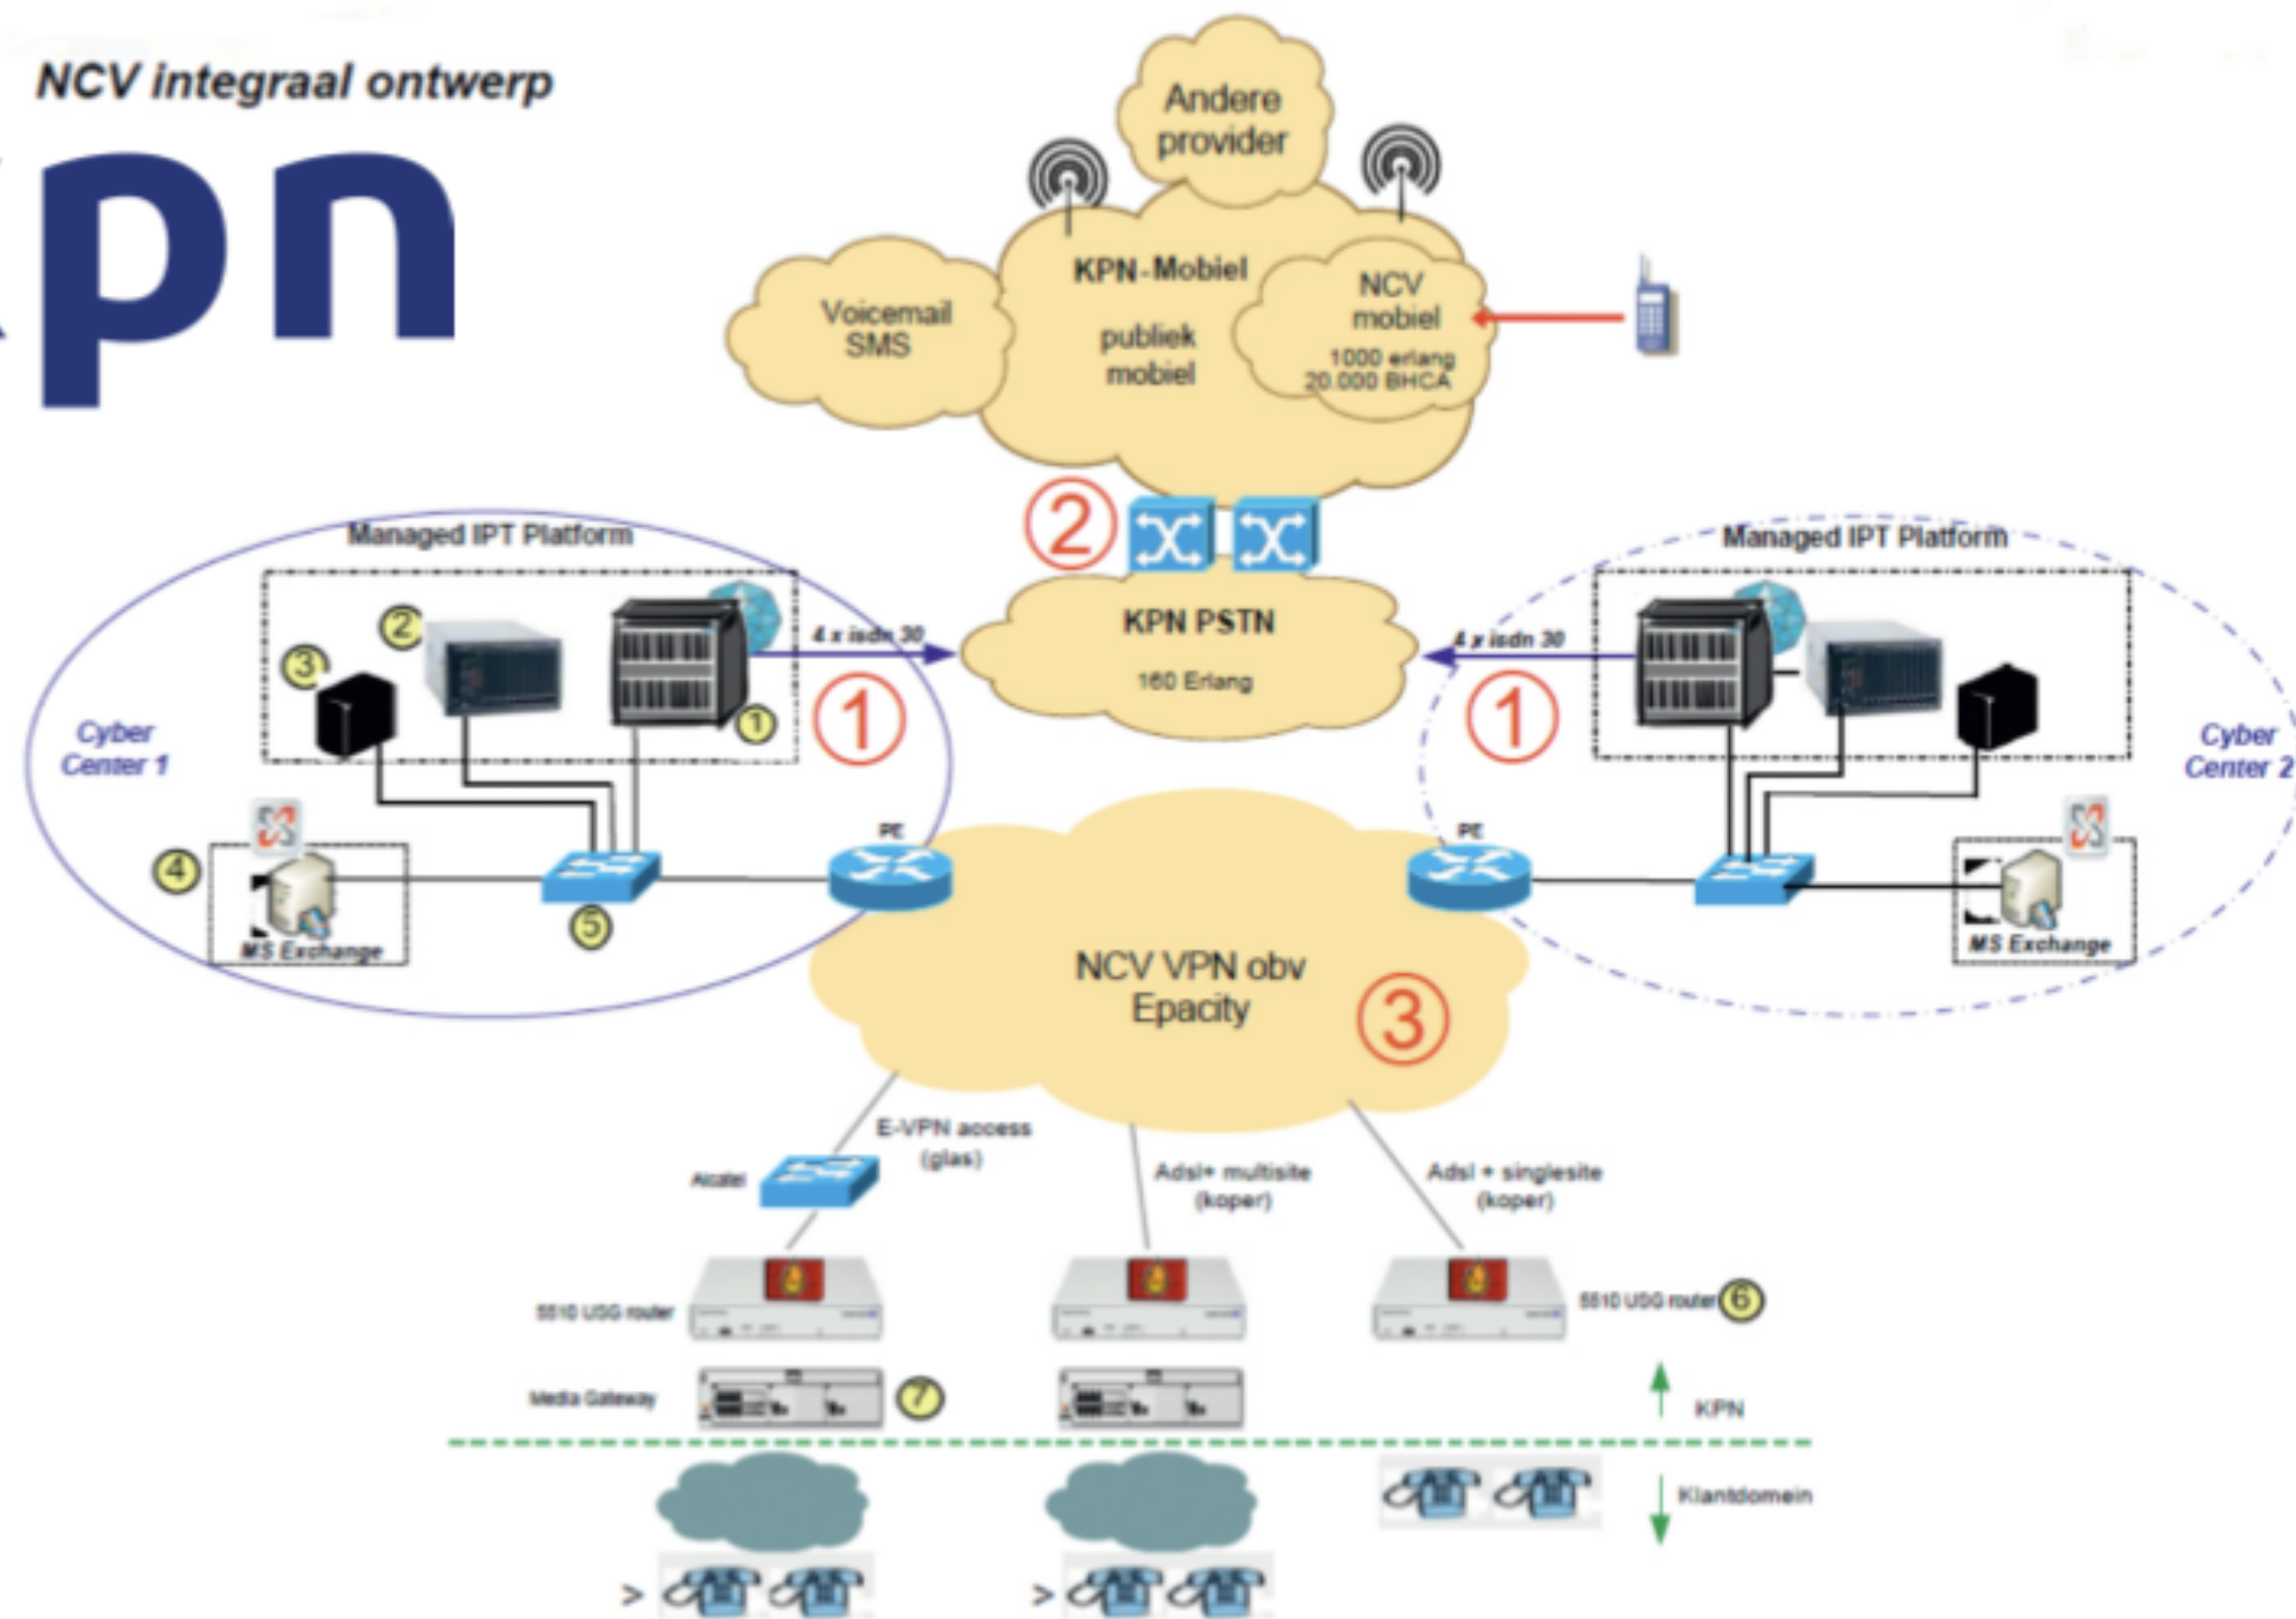 NCV integraal ontwerp
kpn
Andere
provider
KPN-Mobiel
publiek
mobiel
Voicemail
SMS
NCV
mobiel
1000 erlang
20.000 BHCA
2
Managed IPT Platform
Managed IPT Platform
KPN PSTN
160 Erlang
4 x isdn 30
4 x isdn 30
1
1
3
2
1
Cyber
Center 1
Cyber
Center 2
PE
PE
4
5
MS Exchange
MS Exchange
NCV VPN obv
Epacity
3
E-VPN access
(glas)
Alcatel
Adsl+ multisite
(koper)
Adsl + singlesite
(koper)
5510 USG router
5510 USG router
6
Media Gateway
7
KPN
Klantdomein
>
>